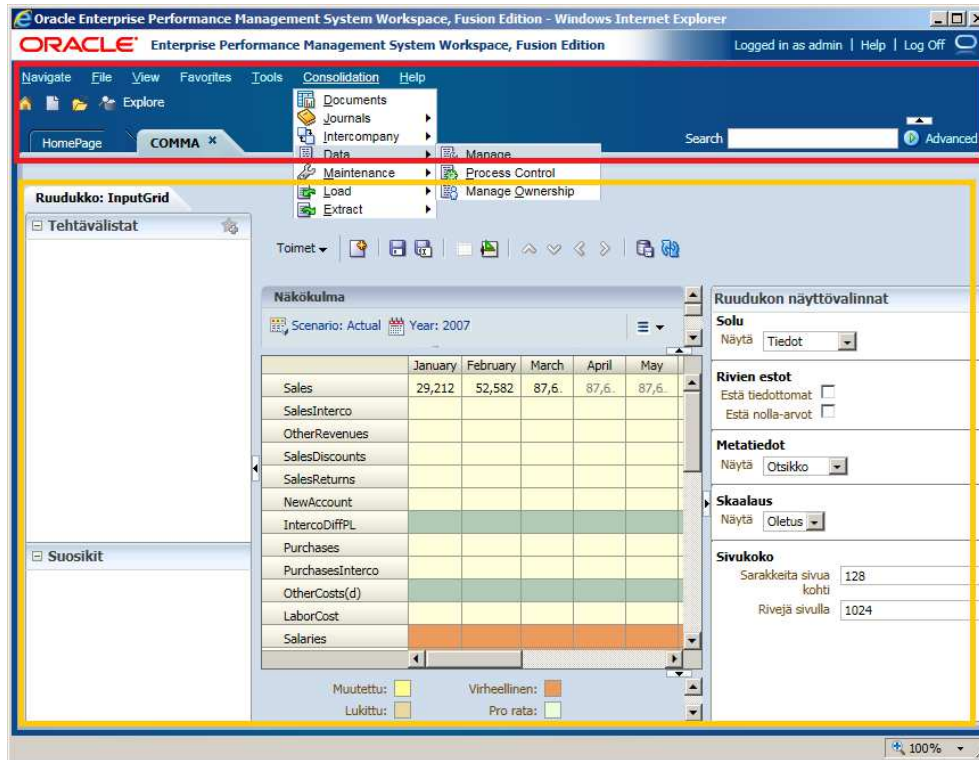 Oracle Enterprise Performance Management System Workspace, Fusion Edition - Windows Internet Explorer
ORACLE Enterprise Performance Management System Workspace, Fusion Edition Logged in as admin | Help | Log Off
Navigate File View Favorites Tools Consolidation Help
Explore
Documents
Journals
Intercompany
Data
Maintenance
Load
Extract
Manage
Process Control
Manage Ownership
HomePage COMMA × Search Advanced
Ruudukko: InputGrid
Tehtävälistat
Suosikit
Toimet
Näkökulma
Scenario: Actual Year: 2007
January February March April May
Sales 29,212 52,582 87,6. 87,6. 87,6.
SalesInterco
OtherRevenues
SalesDiscounts
SalesReturns
NewAccount
IntercoDiffPL
Purchases
PurchasesInterco
OtherCosts(d)
LaborCost
Salaries
Muutettu: Virheellinen:
Lukittu: Pro rata:
Ruudukon näyttövalinnat
Solu
Näytä Tiedot
Rivien estot
Estä tiedottomat
Estä nolla-arvot
Metatiedot
Näytä Otsikko
Skaalaus
Näytä Oletus
Sivukoko
Sarakkeita sivua 128
kohti
Rivejä sivulla 1024
100%